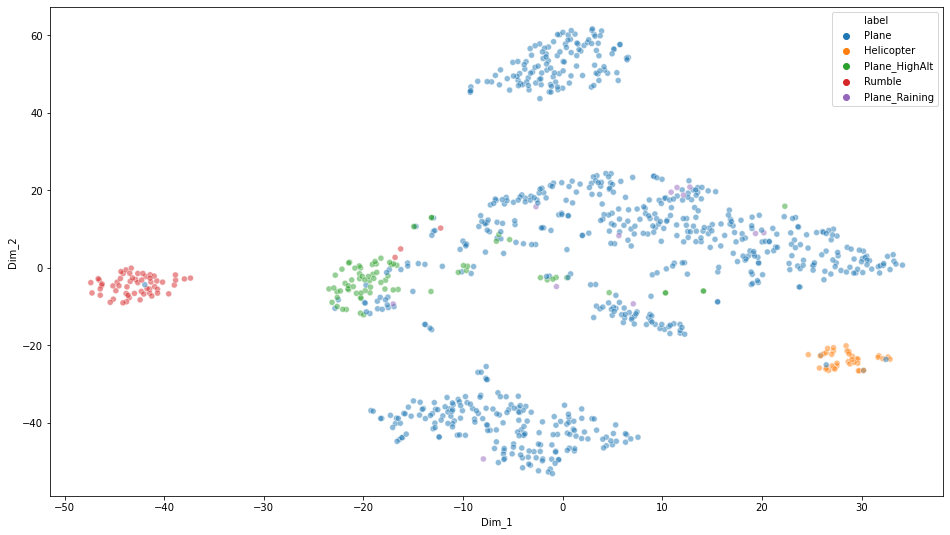 label
Plane
Helicopter
Plane_HighAlt
Rumble
Plane_Raining
60
40
20
0
−20
−40
Dim_2
−50
−40
−30
−20
−10
0
10
20
30
Dim_1